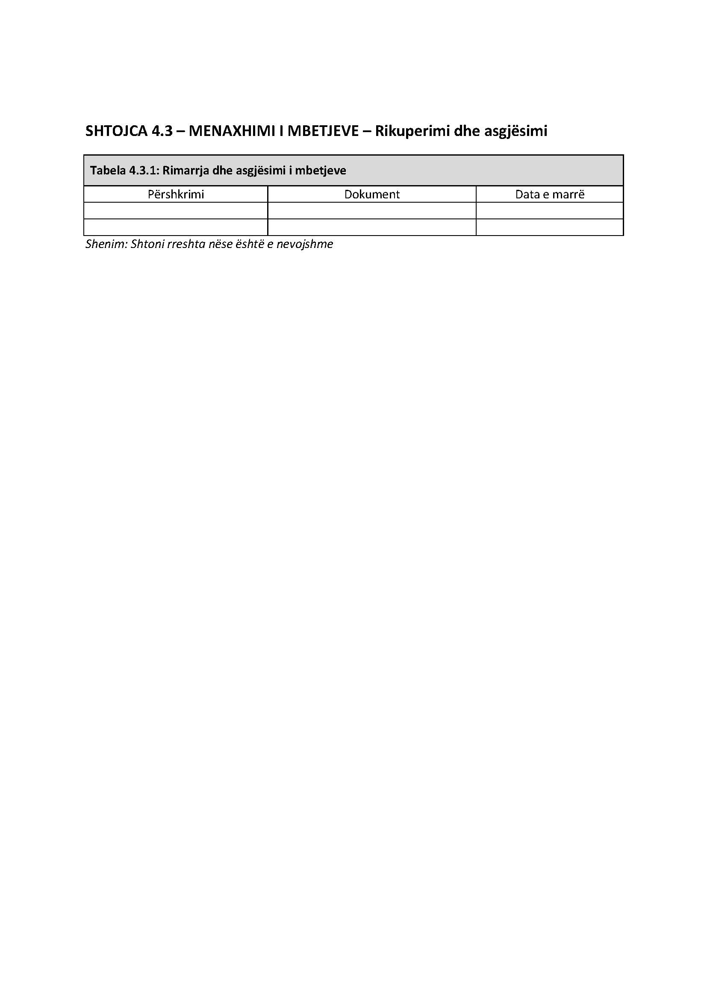 SHTOJCA 4.3 – MENAXHIMI I MBETJEVE – Rikuperimi dhe asgjësimi
Tabela 4.3.1: Rimarrja dhe asgjësimi i mbetjeve
Përshkrimi Dokument Data e marrë
Shenim: Shtoni rreshta nëse është e nevojshme